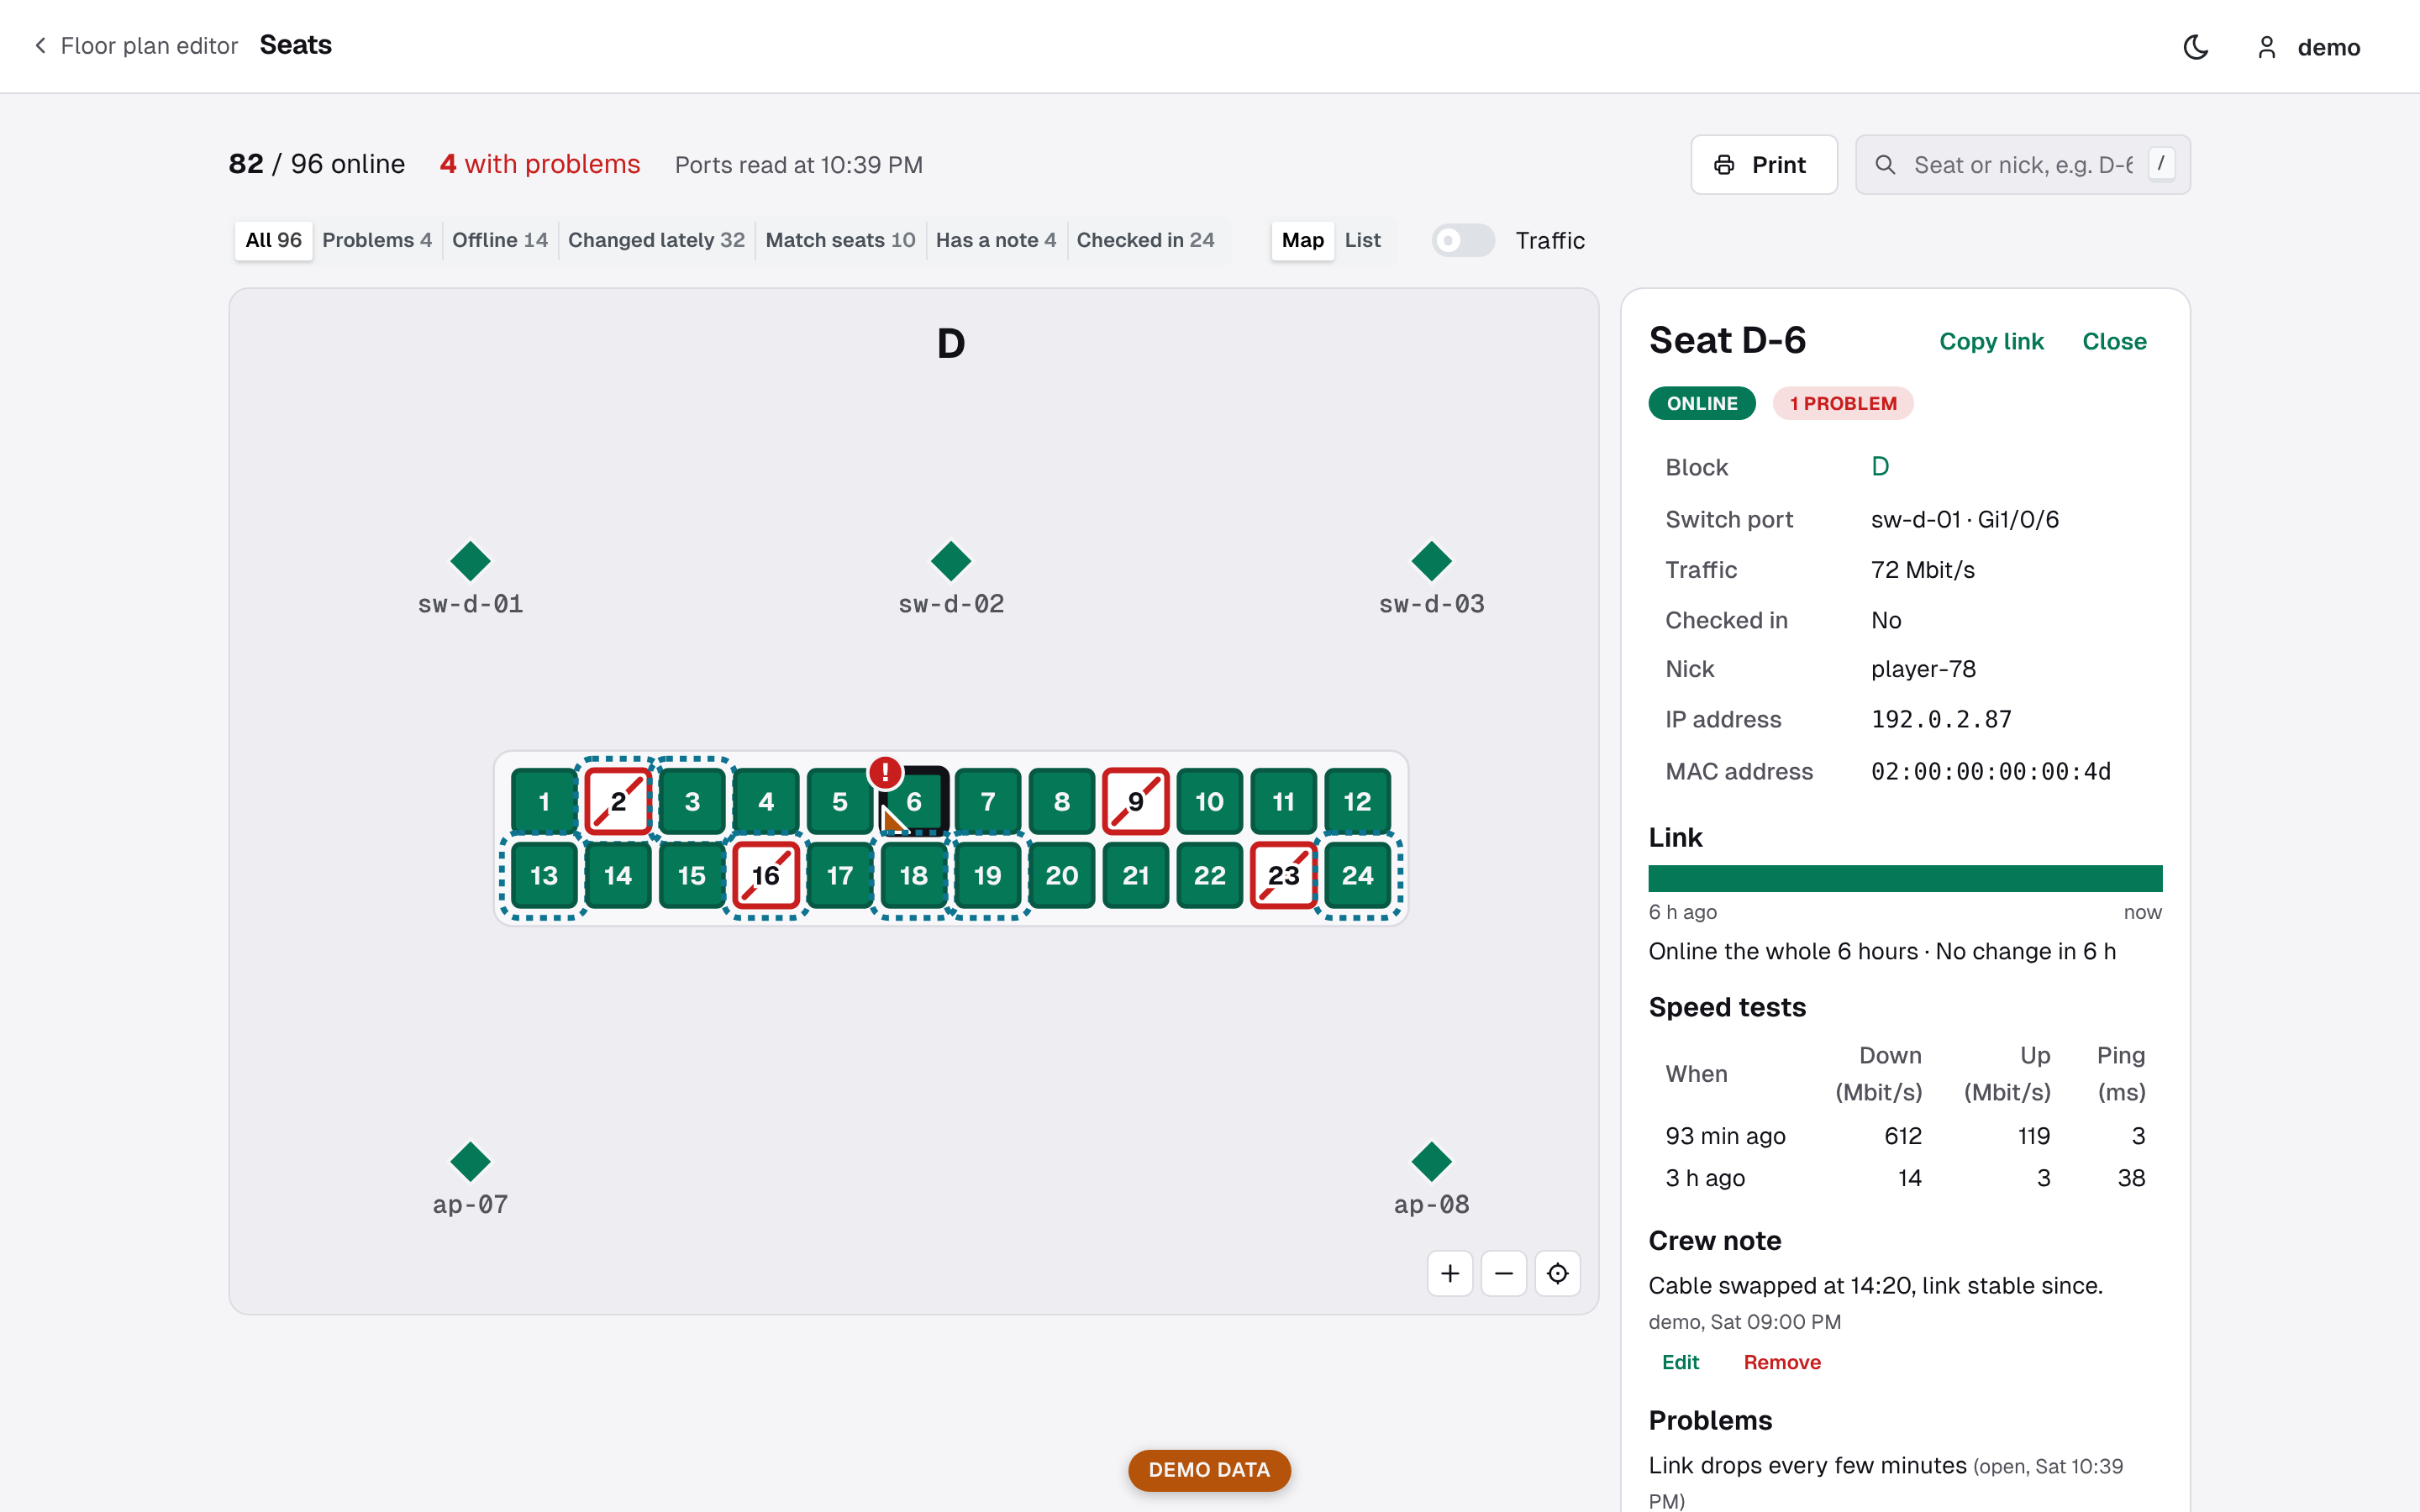 Floor plan editor Seats
demo
82 / 96 online 4 with problems Ports read at 10:39 PM
Print
Seat or nick, e.g. D-6 /
All 96 Problems 4 Offline 14 Changed lately 32 Match seats 10 Has a note 4 Checked in 24
Map List
Traffic
D
sw-d-01 sw-d-02 sw-d-03
!
1 2 3 4 5 6 7 8 9 10 11 12
13 14 15 16 17 18 19 20 21 22 23 24
ap-07 ap-08
DEMO DATA
Seat D-6 Copy link Close
ONLINE 1 PROBLEM
Block D
Switch port sw-d-01 · Gi1/0/6
Traffic 72 Mbit/s
Checked in No
Nick player-78
IP address 192.0.2.87
MAC address 02:00:00:00:00:4d
Link
6 h ago now
Online the whole 6 hours · No change in 6 h
Speed tests
When Down (Mbit/s) Up (Mbit/s) Ping (ms)
93 min ago 612 119 3
3 h ago 14 3 38
Crew note
Cable swapped at 14:20, link stable since.
demo, Sat 09:00 PM
Edit Remove
Problems
Link drops every few minutes (open, Sat 10:39
PM)